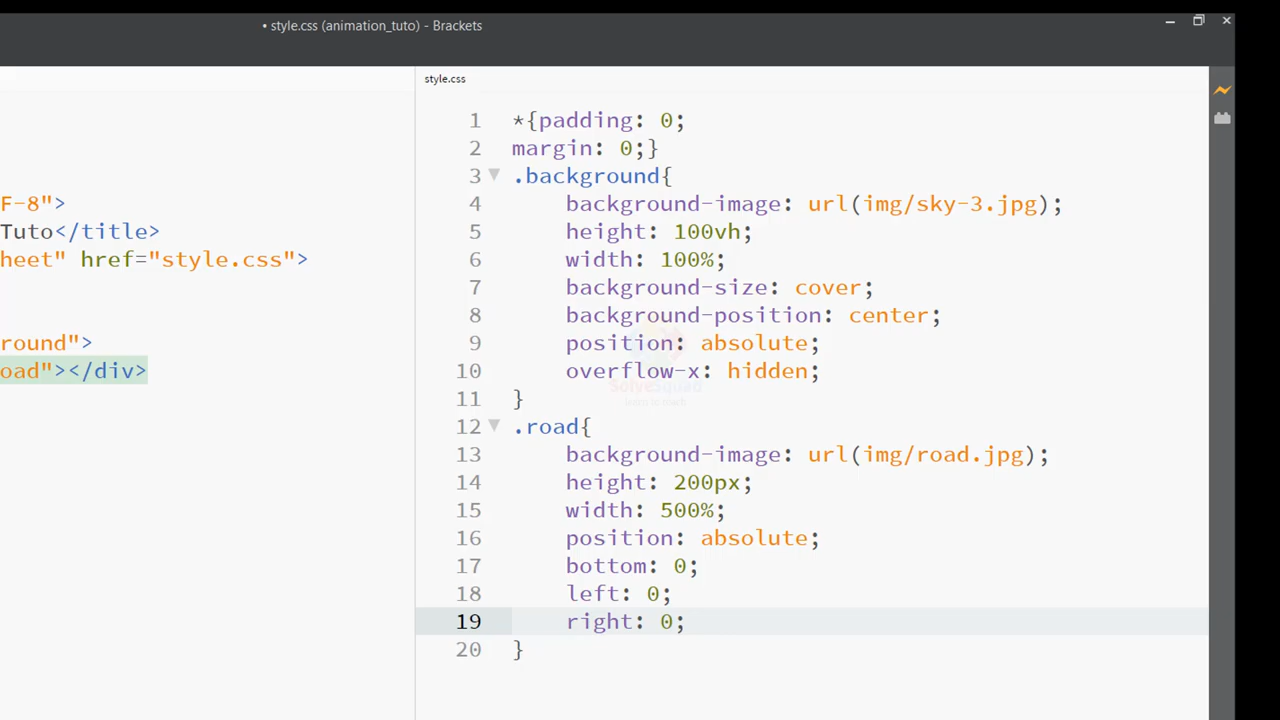 • style.css (animation_tuto) - Brackets
F-8">
Tuto</title>
heet" href="style.css">
round">
oad"></div>
style.css
1 *{padding: 0;
2 margin: 0;}
3 .background{
4 background-image: url(img/sky-3.jpg);
5 height: 100vh;
6 width: 100%;
7 background-size: cover;
8 background-position: center;
9 position: absolute;
10 overflow-x: hidden;
11 }
12 .road{
13 background-image: url(img/road.jpg);
14 height: 200px;
15 width: 500%;
16 position: absolute;
17 bottom: 0;
18 left: 0;
19 right: 0;
20 }
SolveSquad